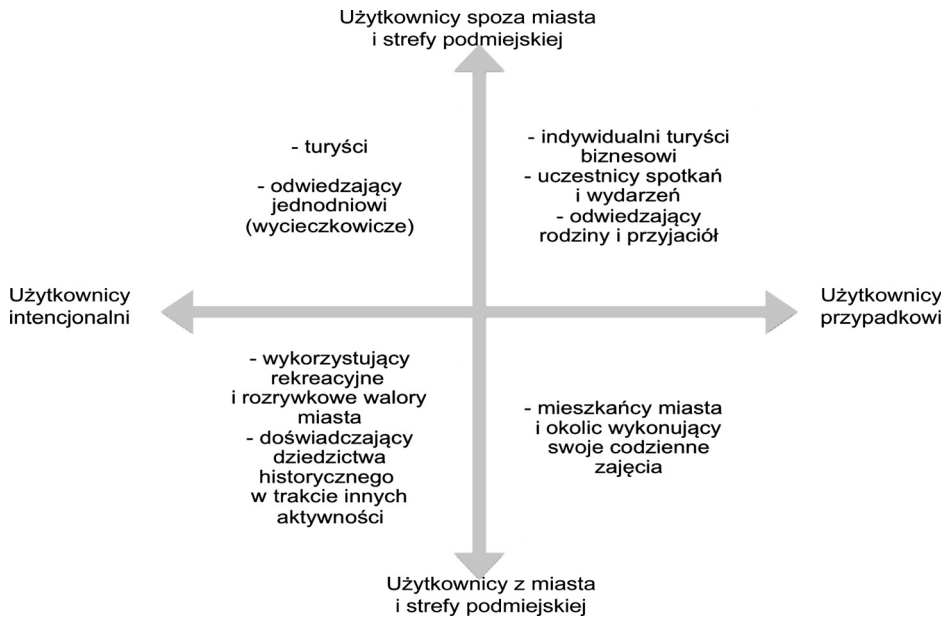 Użytkownicy spoza miasta
i strefy podmiejskiej
- turyści
- odwiedzający
jednodniowi
(wycieczkowicze)
- indywidualni turyści
biznesowi
- uczestnicy spotkań
i wydarzeń
- odwiedzający
rodziny i przyjaciół
Użytkownicy
intencjonalni
Użytkownicy
przypadkowi
- wykorzystujący
rekreacyjne
i rozrywkowe walory
miasta
- doświadczający
dziedzictwa
historycznego
w trakcie innych
aktywności
- mieszkańcy miasta
i okolic wykonujący
swoje codzienne
zajęcia
Użytkownicy z miasta
i strefy podmiejskiej